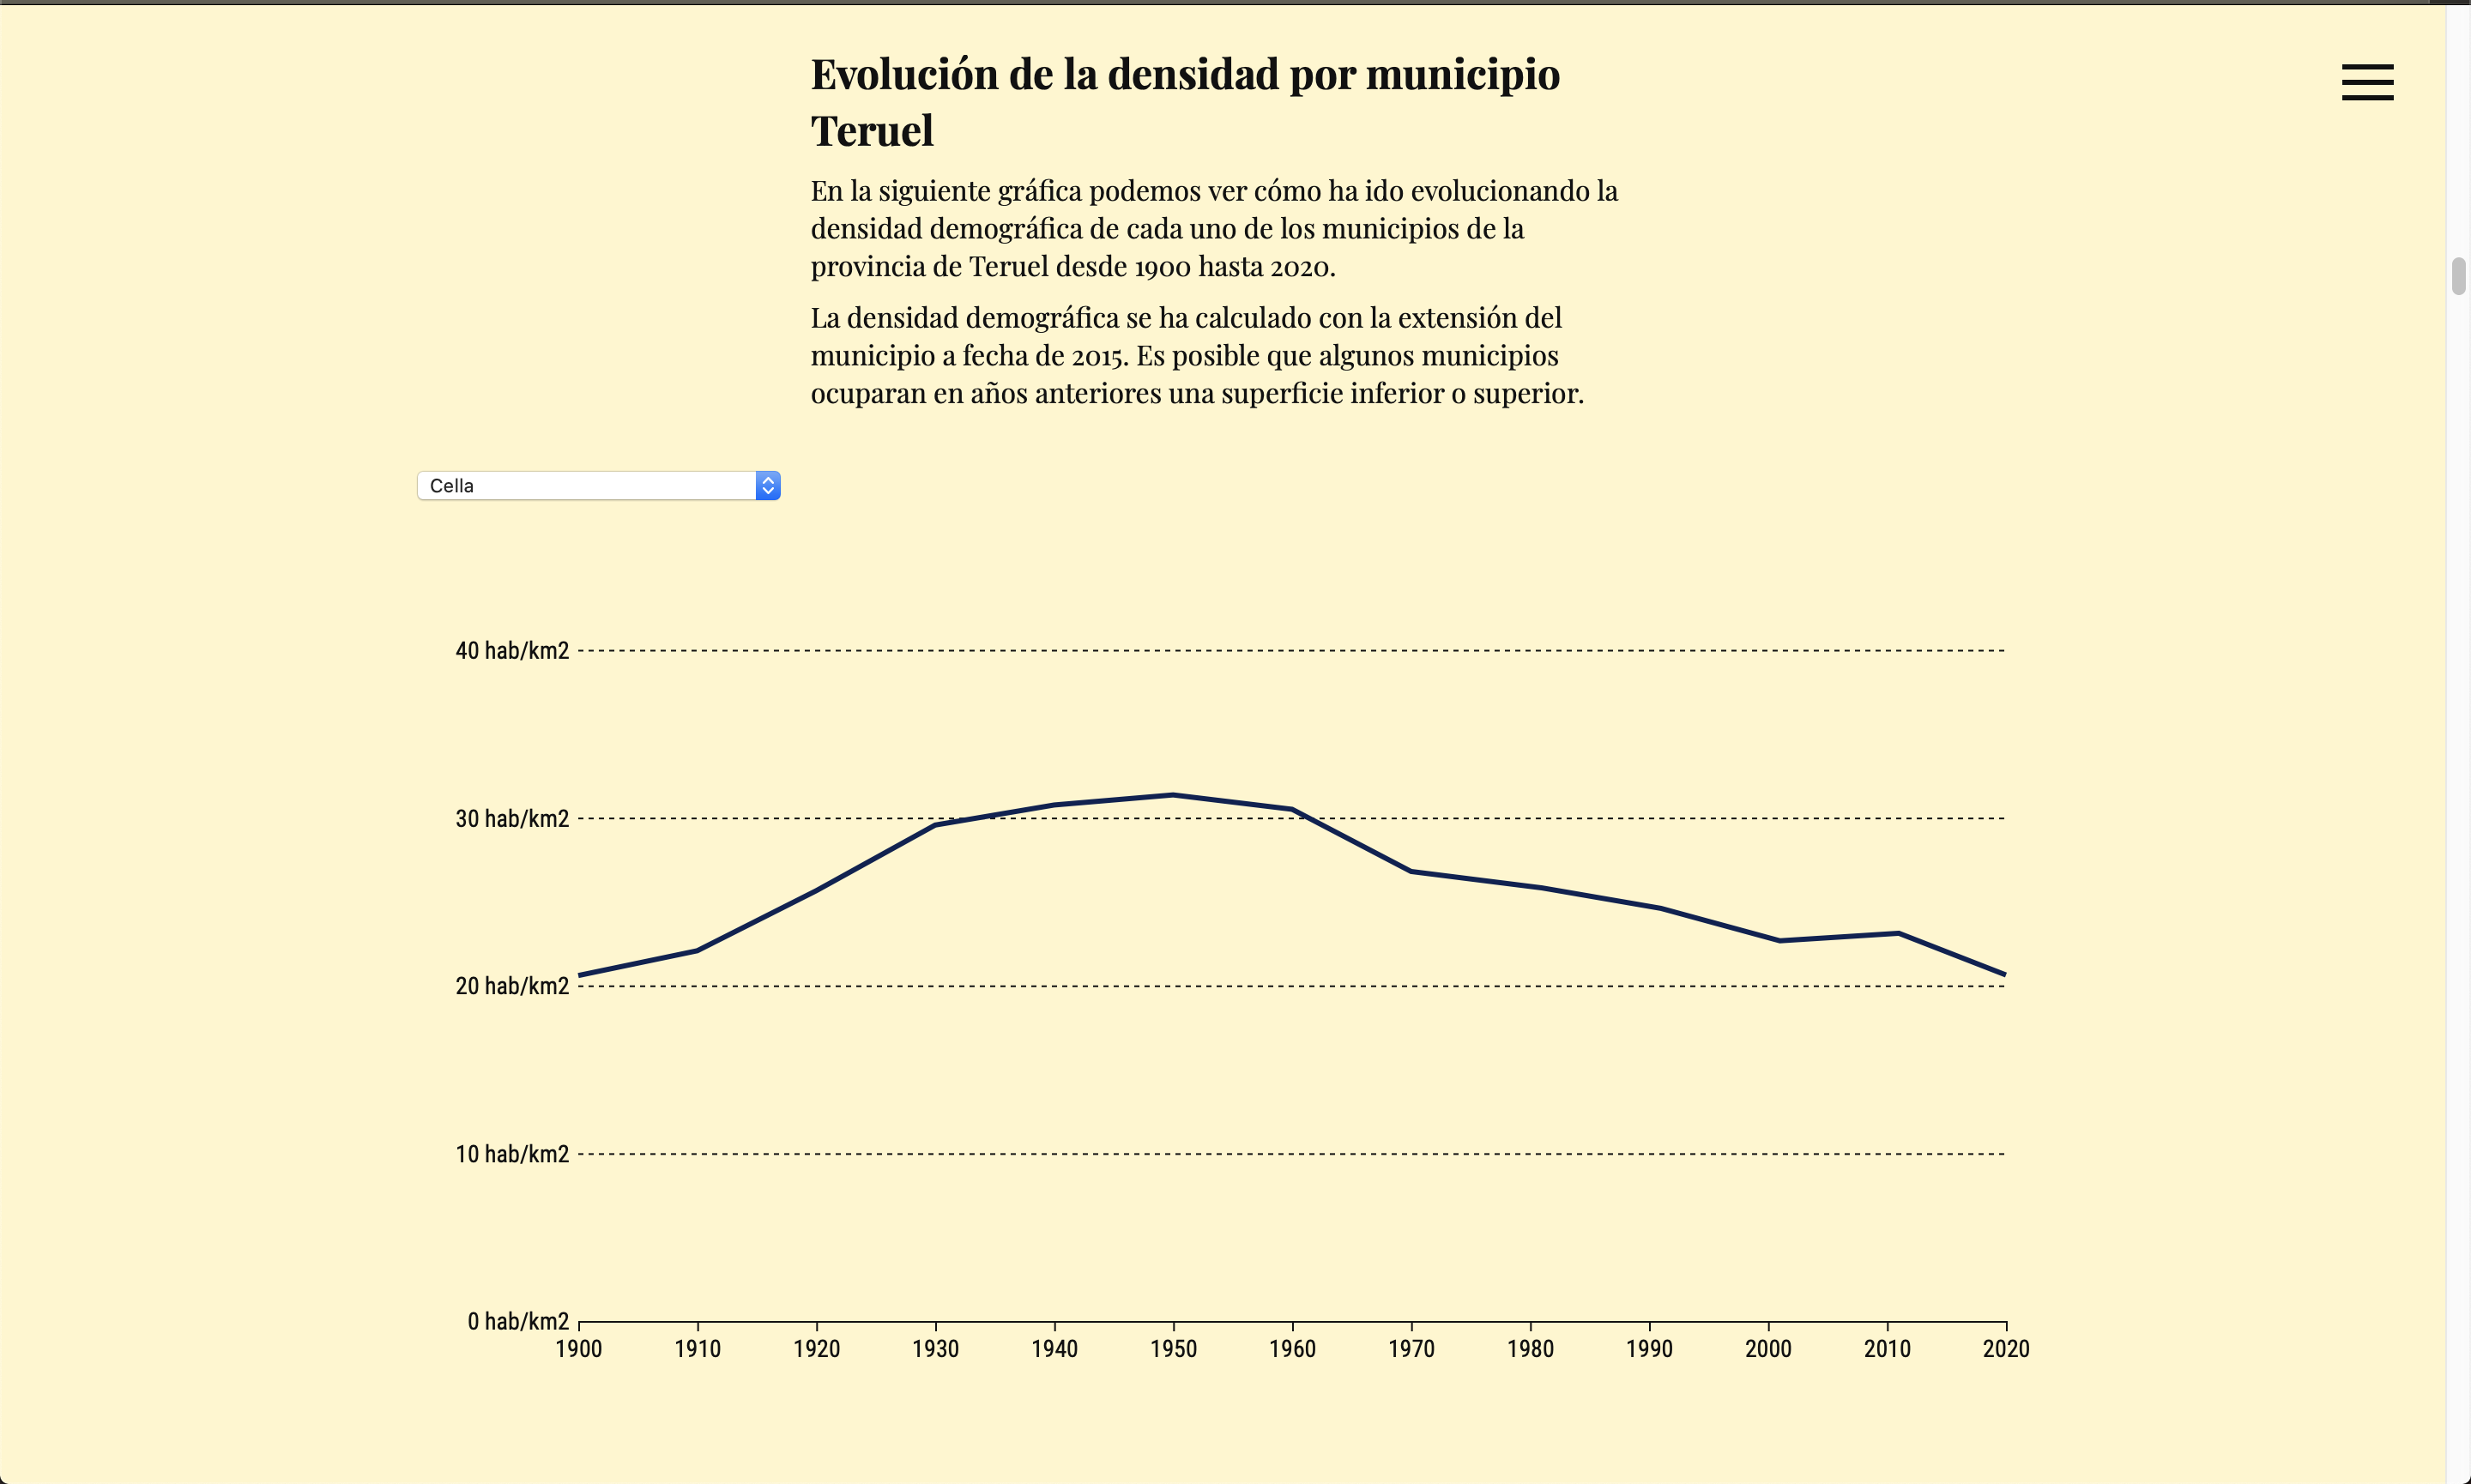 Evolución de la densidad por municipio
Teruel
En la siguiente gráfica podemos ver cómo ha ido evolucionando la
densidad demográfica de cada uno de los municipios de la
provincia de Teruel desde 1900 hasta 2020.
La densidad demográfica se ha calculado con la extensión del
municipio a fecha de 2015. Es posible que algunos municipios
ocuparan en años anteriores una superficie inferior o superior.
Cella
40 hab/km2
30 hab/km2
20 hab/km2
10 hab/km2
0 hab/km2
1900 1910 1920 1930 1940 1950 1960 1970 1980 1990 2000 2010 2020